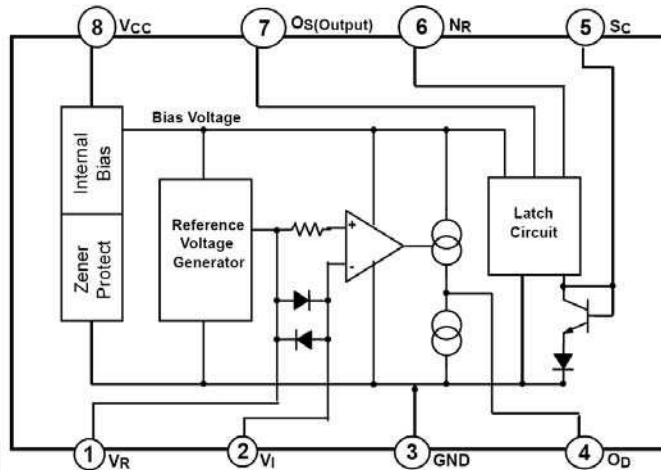 8 VCC
7 OS(Output)
6 NR
5 SC
Bias Voltage
Internal Bias
Zener Protect
Reference
Voltage
Generator
+
-
Latch
Circuit
1 VR
2 VI
3 GND
4 OD